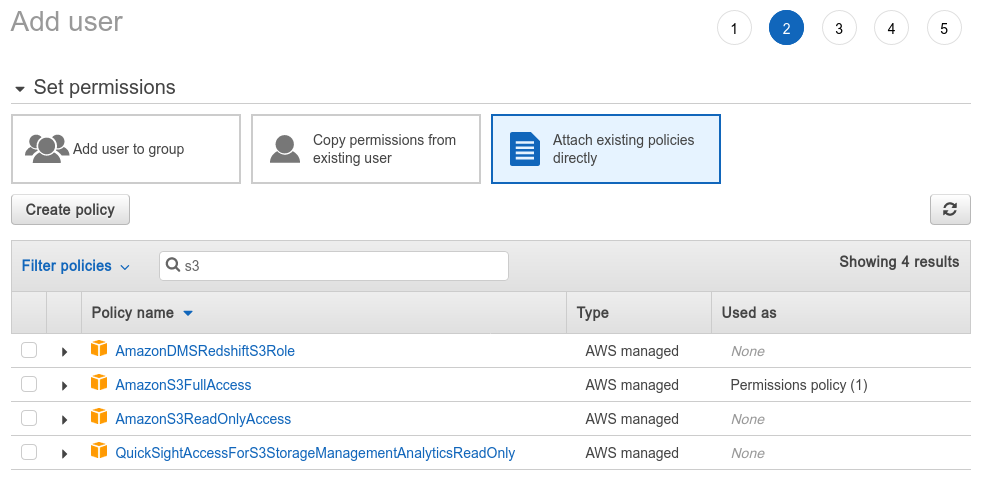 Add user
1 2 3 4 5
Set permissions
Add user to group
Copy permissions from
existing user
Attach existing policies
directly
Create policy
Filter policies
s3
Showing 4 results
Policy name Type Used as
AmazonDMSRedshiftS3Role AWS managed None
AmazonS3FullAccess AWS managed Permissions policy (1)
AmazonS3ReadOnlyAccess AWS managed None
QuickSightAccessForS3StorageManagementAnalyticsReadOnly AWS managed None